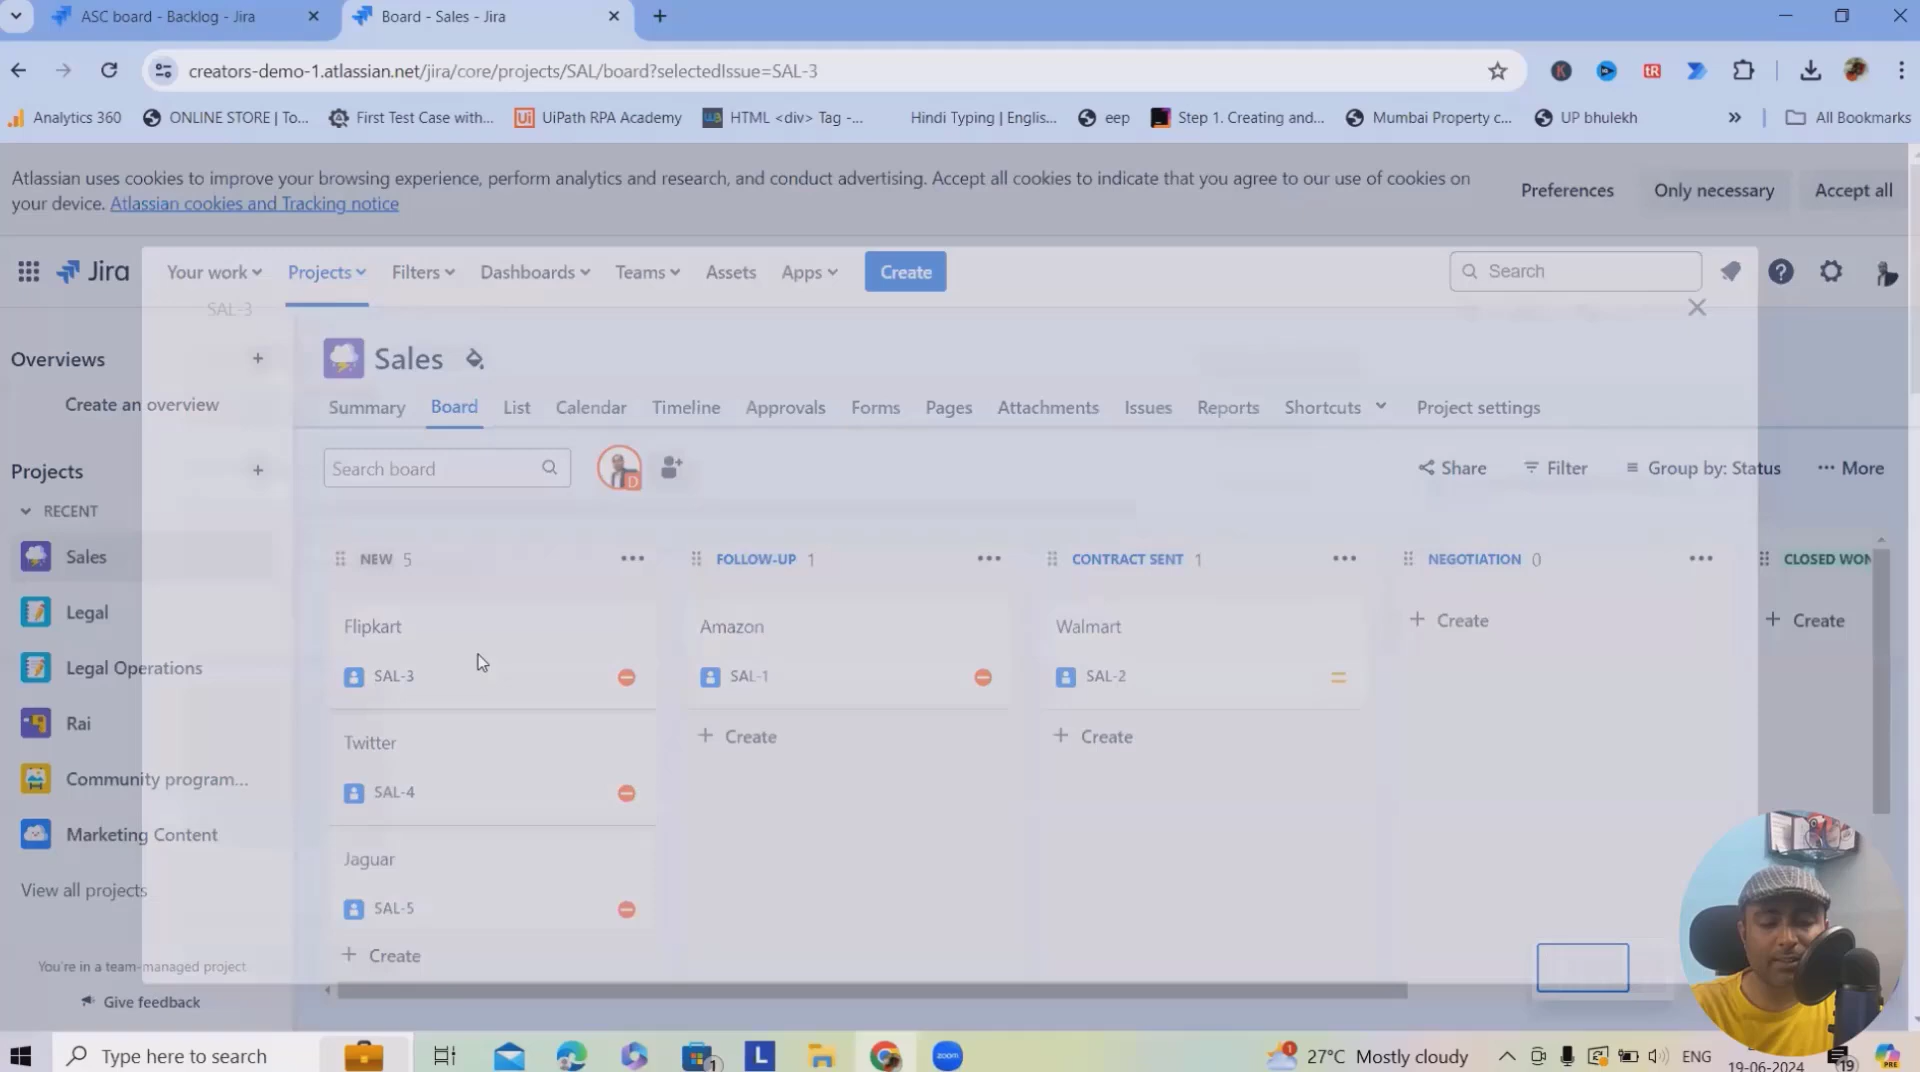 ASC board - Backlog - Jira
Board - Sales - Jira
creators-demo-1.atlassian.net/jira/core/projects/SAL/board?selectedIssue=SAL-3
Analytics 360
ONLINE STORE | To...
First Test Case with...
UiPath RPA Academy
HTML <div> Tag -...
Hindi Typing | Englis...
eep
Step 1. Creating and...
Mumbai Property c...
UP bhulekh
All Bookmarks
Atlassian uses cookies to improve your browsing experience, perform analytics and research, and conduct advertising. Accept all cookies to indicate that you agree to our use of cookies on
your device. Atlassian cookies and Tracking notice
Preferences
Only necessary
Accept all
Jira
Your work
Projects
Filters
Dashboards
Teams
Assets
Apps
Create
Search
SAL-3
Overviews
Create an overview
Projects
RECENT
Sales
Legal
Legal Operations
Rai
Community program...
Marketing Content
View all projects
You're in a team-managed project
Give feedback
Sales
Summary
Board
List
Calendar
Timeline
Approvals
Forms
Pages
Attachments
Issues
Reports
Shortcuts
Project settings
Search board
D
Share
Filter
Group by: Status
More
NEW 5
FOLLOW-UP 1
CONTRACT SENT 1
NEGOTIATION 0
CLOSED WON
Flipkart
SAL-3
Twitter
SAL-4
Jaguar
SAL-5
Create
Amazon
SAL-1
Create
Walmart
SAL-2
Create
Create
Create
Type here to search
27°C Mostly cloudy
ENG
19-06-2024
19